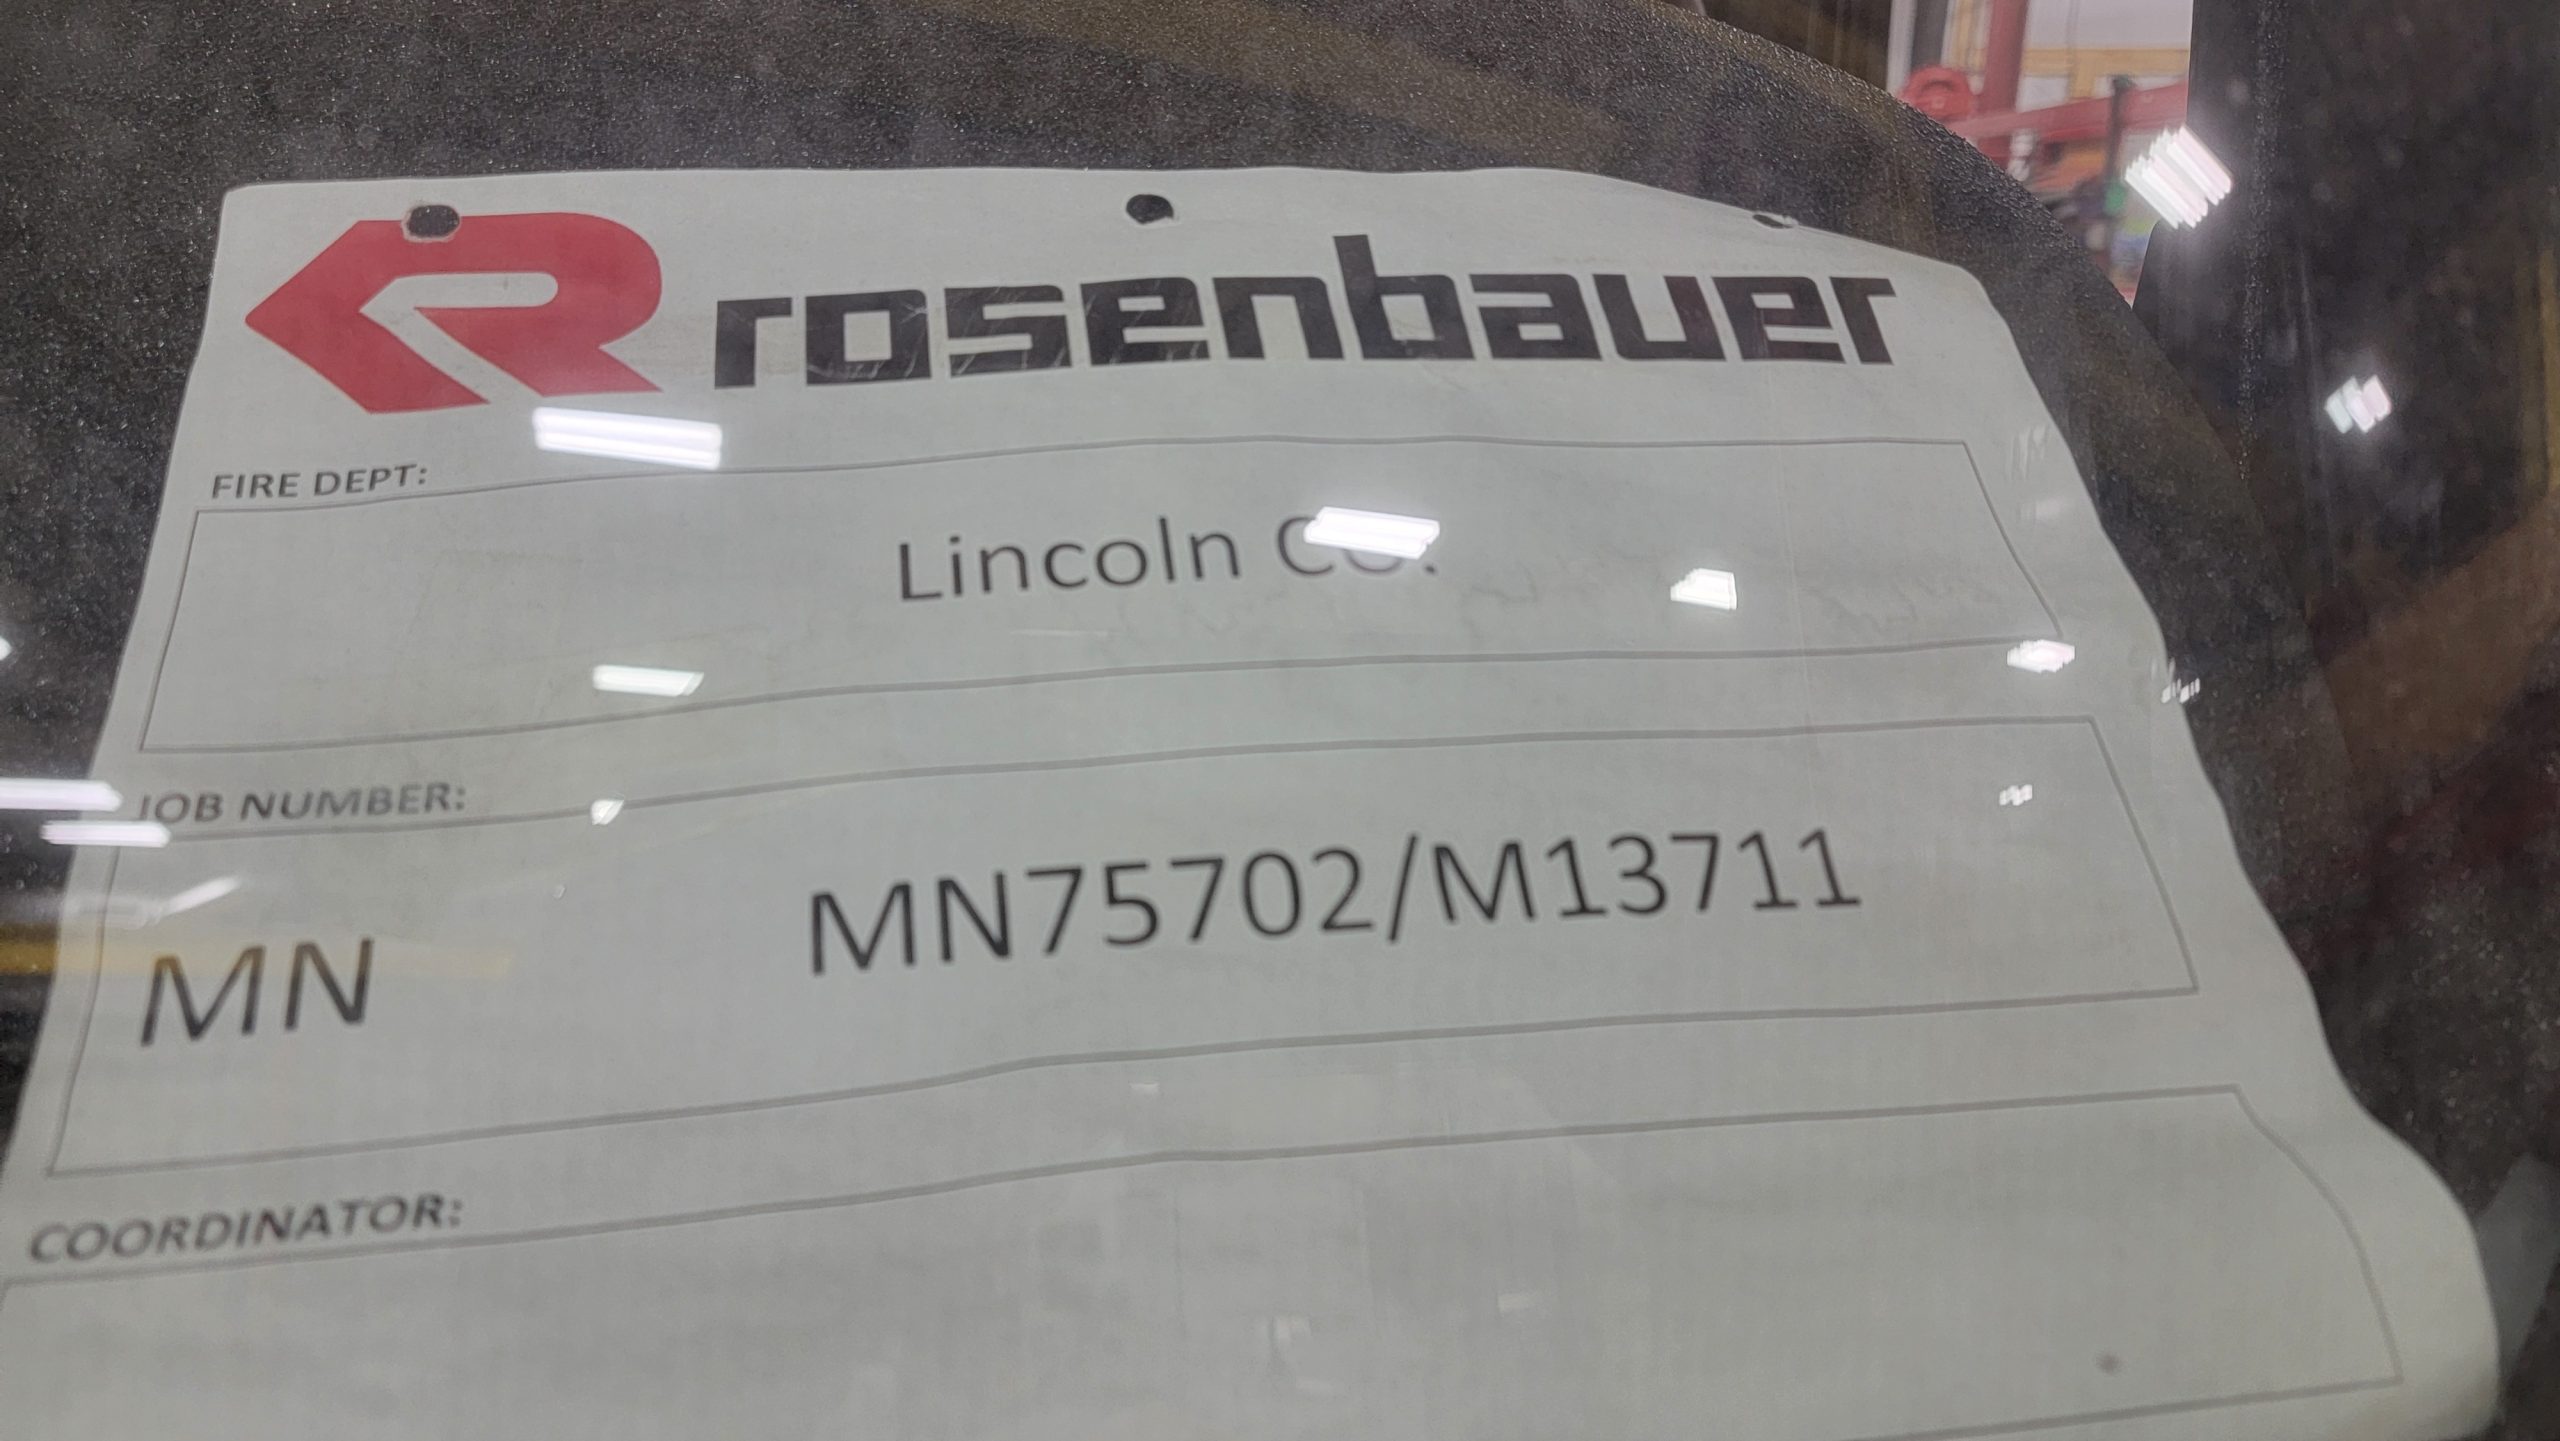 rosenbauer
FIRE DEPT:
Lincoln CO.
JOB NUMBER:
MN MN75702/M13711
COORDINATOR: